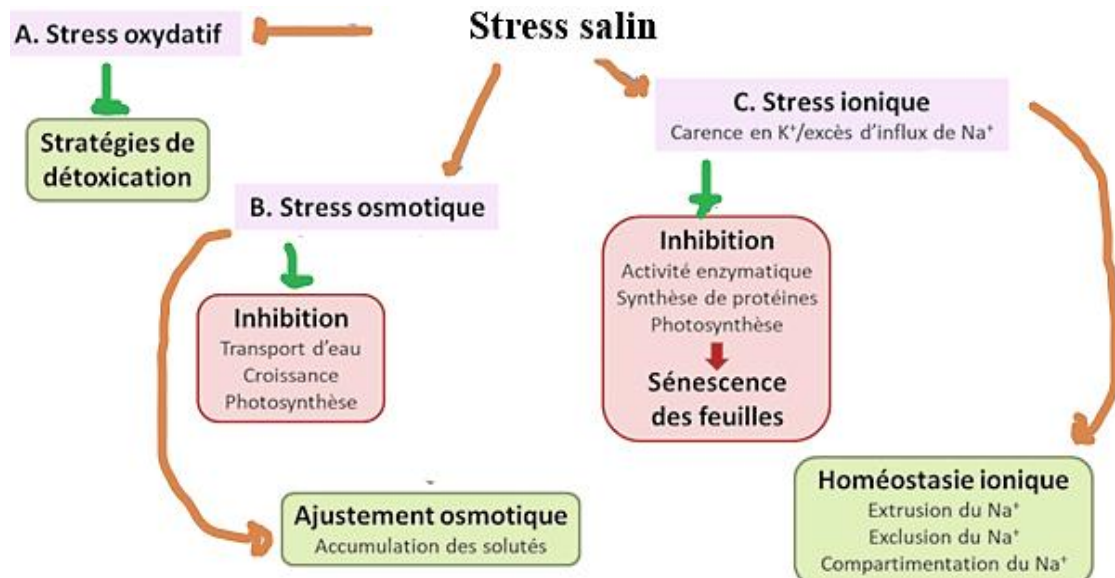 Stress salin
A. Stress oxydatif
Stratégies de
détoxication
B. Stress osmotique
Inhibition
Transport d'eau
Croissance
Photosynthèse
Ajustement osmotique
Accumulation des solutés
C. Stress ionique
Carence en K⁺/excès d'influx de Na⁺
Inhibition
Activité enzymatique
Synthèse de protéines
Photosynthèse
Sénescence
des feuilles
Homéostasie ionique
Extrusion du Na⁺
Exclusion du Na⁺
Compartimentation du Na⁺